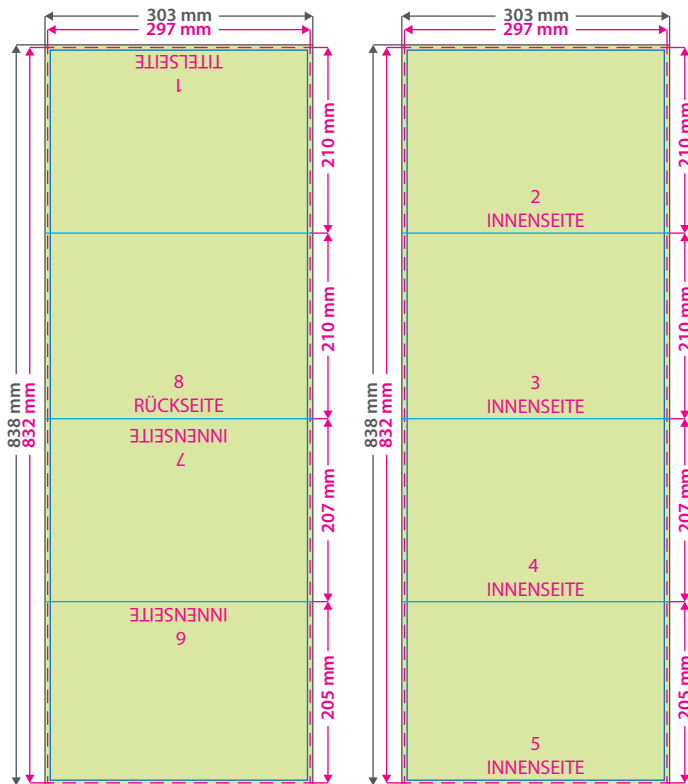 303 mm
297 mm
TITELSEITE
1
210 mm
8
RÜCKSEITE
210 mm
838 mm
832 mm
INNENSEITE
7
207 mm
INNENSEITE
6
205 mm
303 mm
297 mm
210 mm
2
INNENSEITE
210 mm
3
INNENSEITE
838 mm
832 mm
207 mm
4
INNENSEITE
205 mm
5
INNENSEITE